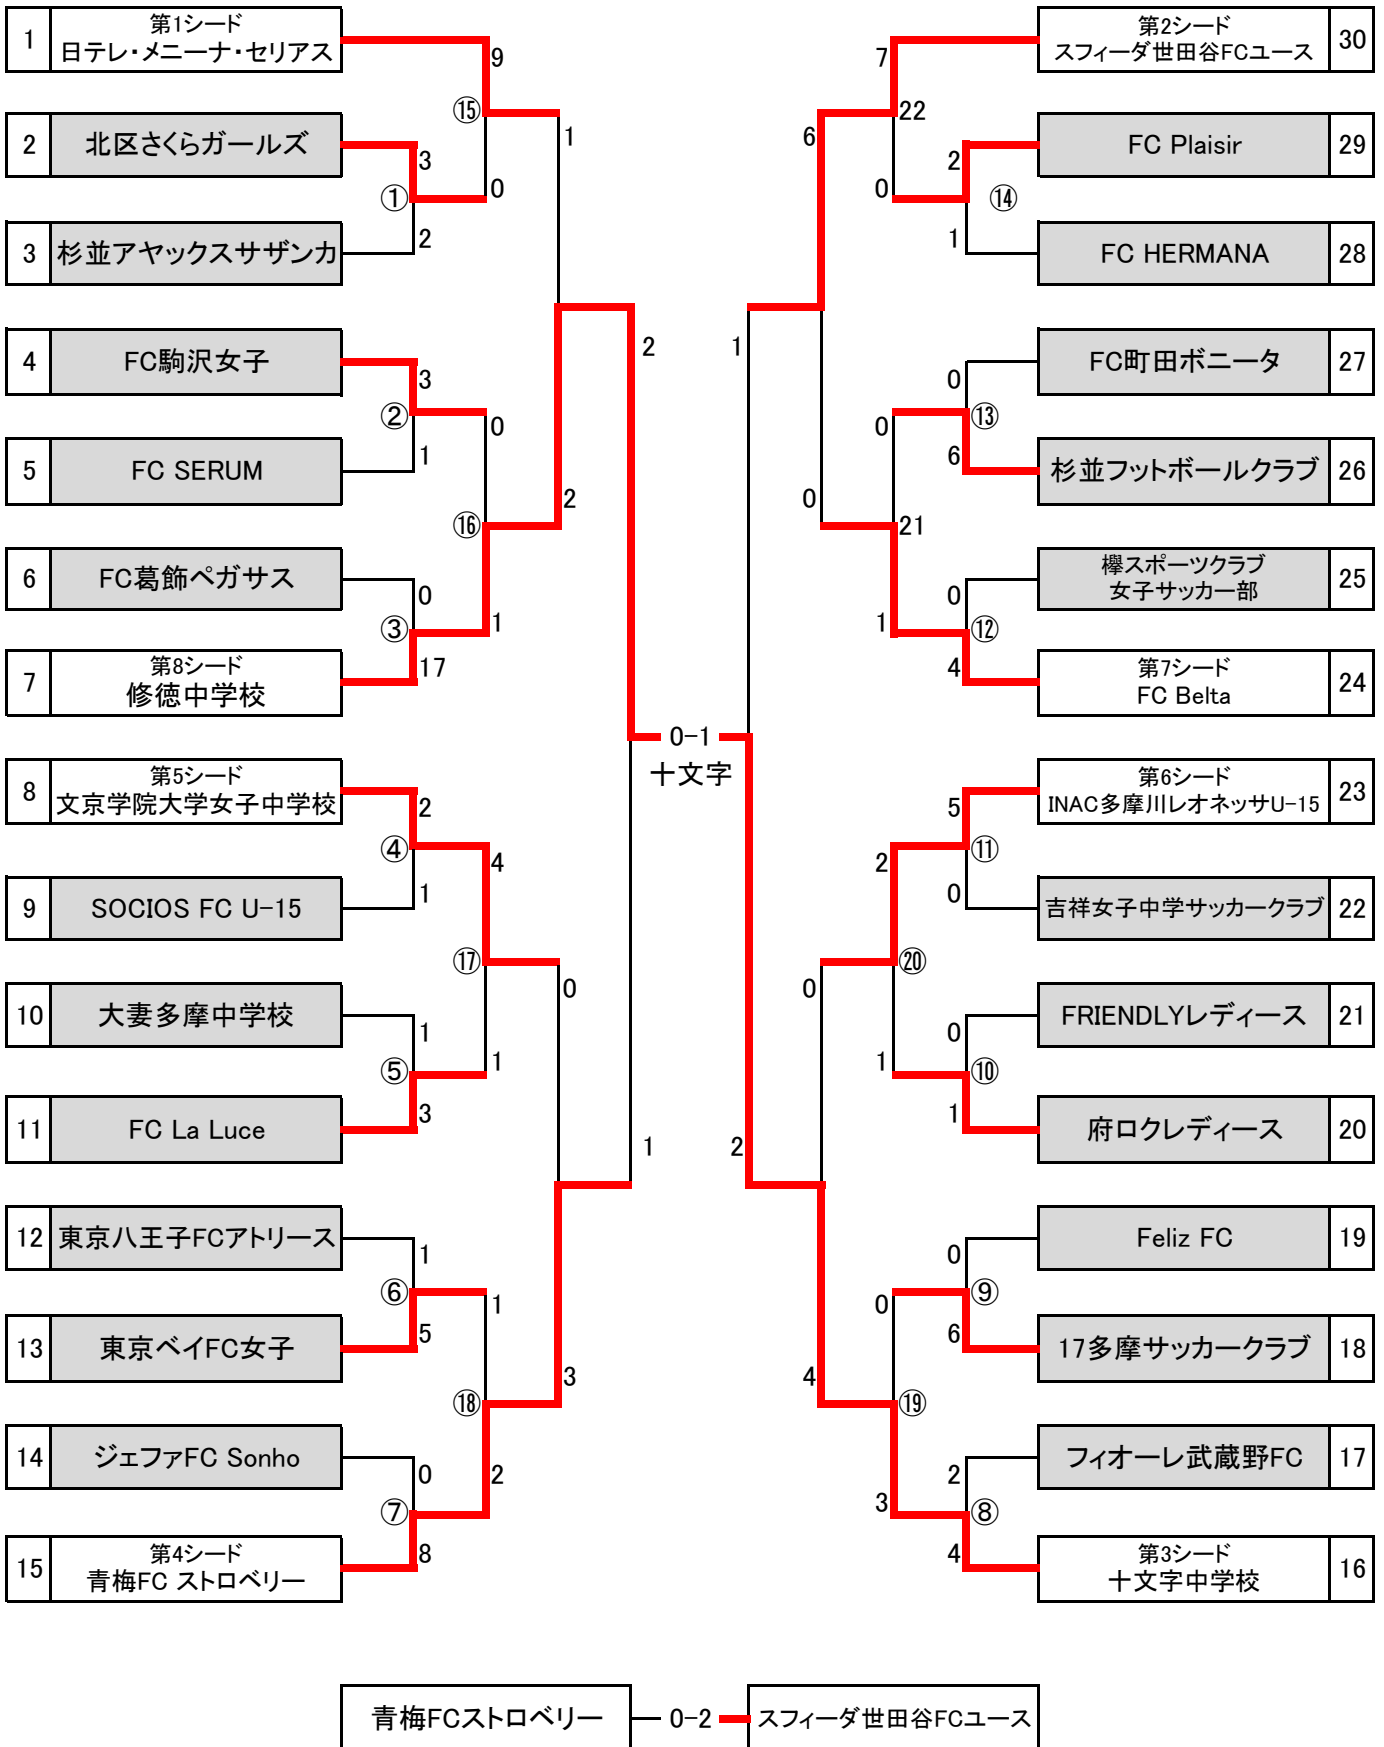 1
第1シード
日テレ・メニーナ・セリアス
9
⑮
1
2
北区さくらガールズ
3
①
0
3
杉並アヤックスサザンカ
2
4
FC駒沢女子
3
②
0
5
FC SERUM
1
⑯
2
2
6
FC葛飾ペガサス
0
③
1
7
第8シード
修徳中学校
17
8
第5シード
文京学院大学女子中学校
2
④
4
9
SOCIOS FC U-15
1
⑰
0
10
大妻多摩中学校
1
⑤
1
11
FC La Luce
3
1
12
東京八王子FCアトリース
1
⑥
1
13
東京ベイFC女子
5
⑱
3
14
ジェファFC Sonho
0
⑦
2
15
第4シード
青梅FC ストロベリー
8
0-1
十文字
第2シード
スフィーダ世田谷FCユース
30
7
22
6
FC Plaisir
29
2
⑭
0
FC HERMANA
28
1
1
FC町田ボニータ
27
0
⑬
0
杉並フットボールクラブ
26
6
0
21
欅スポーツクラブ
女子サッカー部
25
0
⑫
1
第7シード
FC Belta
24
4
第6シード
INAC多摩川レオネッサU-15
23
5
⑪
2
吉祥女子中学サッカークラブ
22
0
⑳
0
FRIENDLYレディース
21
0
⑩
1
府ロクレディース
20
1
2
Feliz FC
19
0
⑨
0
17多摩サッカークラブ
18
6
4
⑲
フィオーレ武蔵野FC
17
2
⑧
3
第3シード
十文字中学校
16
4
青梅FCストロベリー
0-2
スフィーダ世田谷FCユース